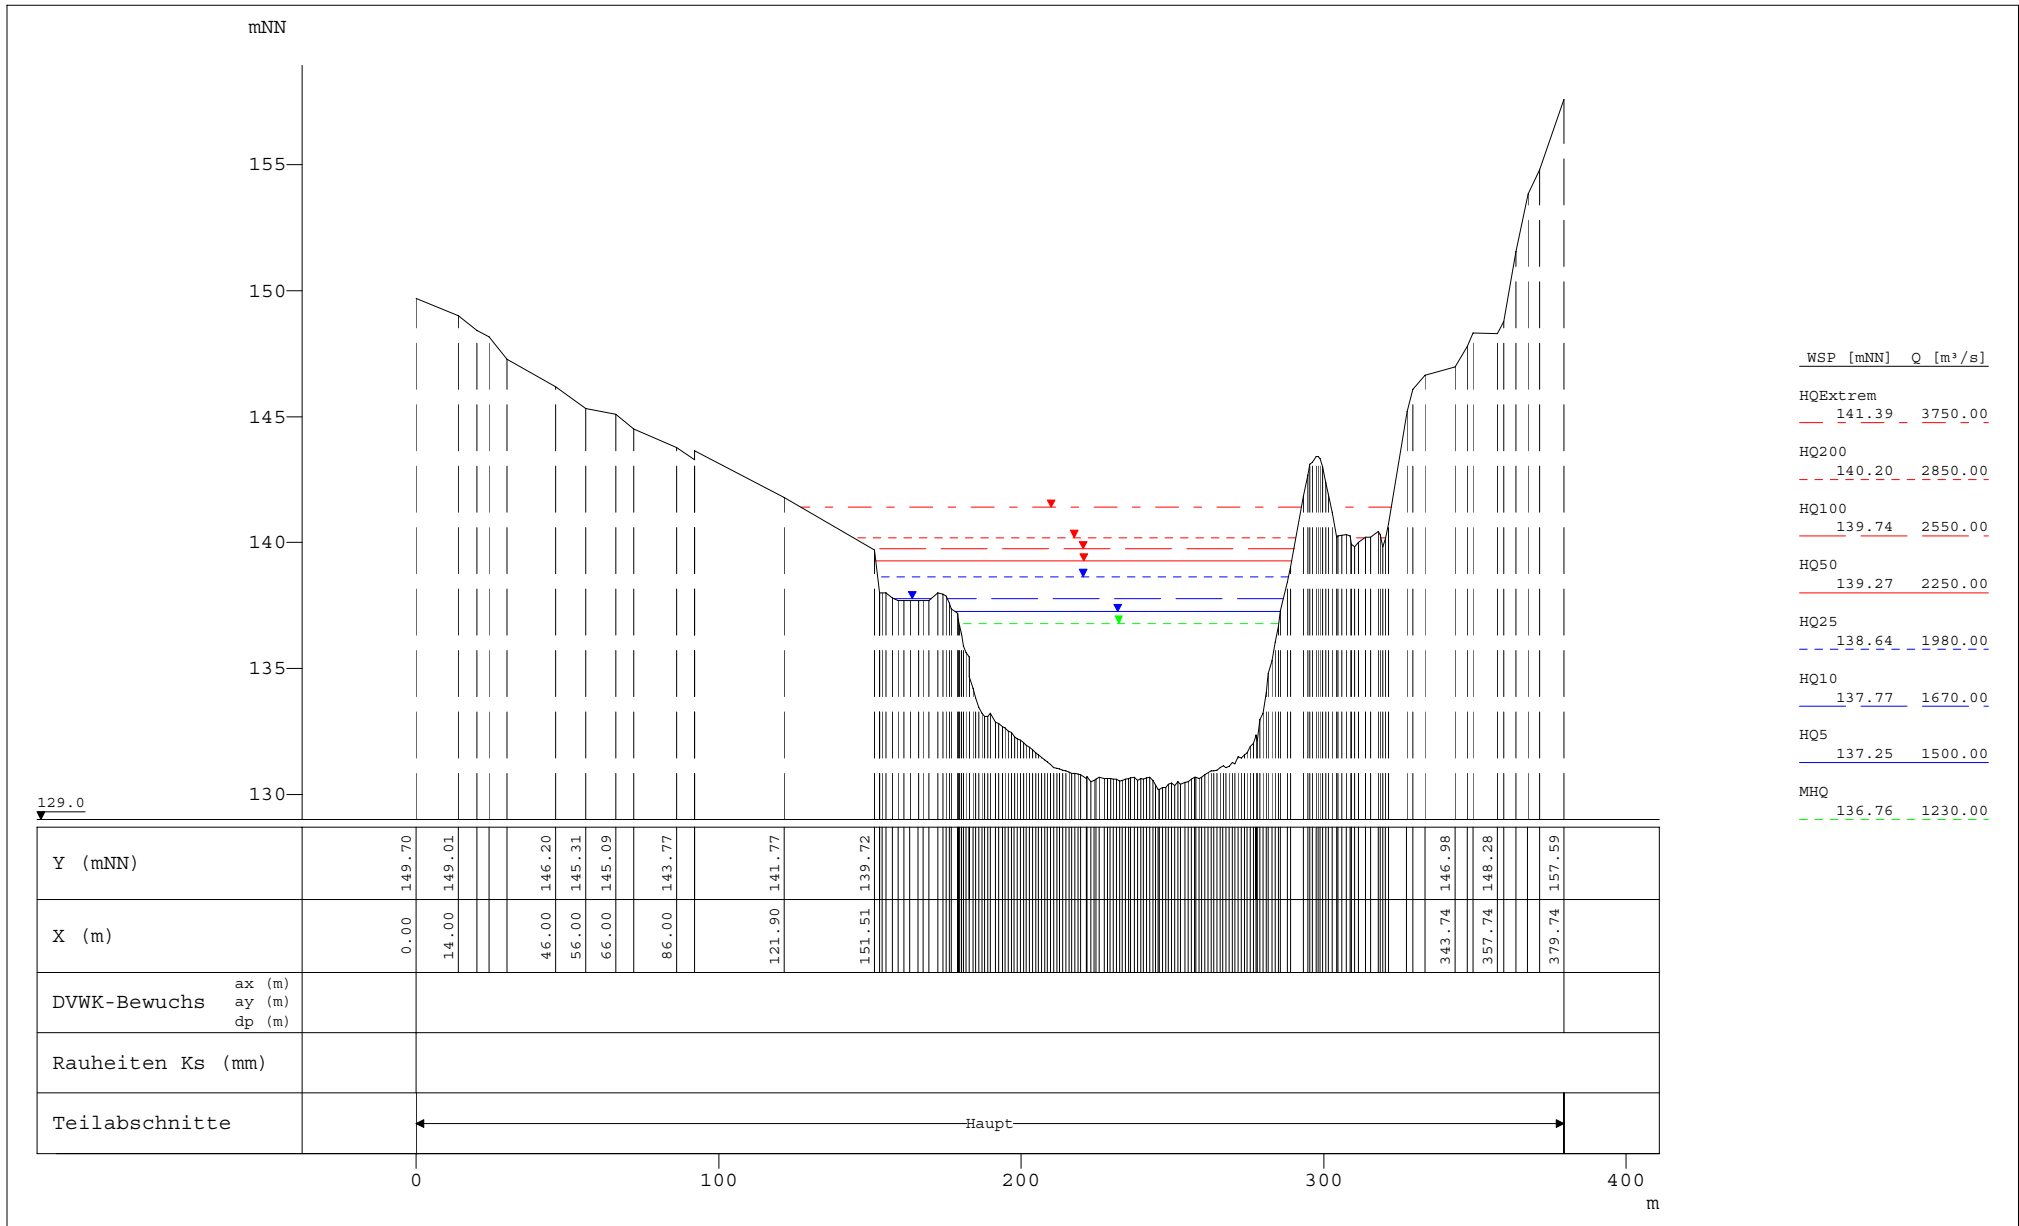 mNN
155
150
145
140
135
130
129.0
WSP [mNN] Q [m³/s]
HQExtrem
141.39 3750.00
HQ200
140.20 2850.00
HQ100
139.74 2550.00
HQ50
139.27 2250.00
HQ25
138.64 1980.00
HQ10
137.77 1670.00
HQ5
137.25 1500.00
MHQ
136.76 1230.00
Y (mNN) 149.70 149.01 146.20 145.31 145.09 143.77 141.77 139.72 146.98 148.28 157.59
X (m) 0.00 14.00 46.00 56.00 66.00 86.00 121.90 151.51 343.74 357.74 379.74
DVWK-Bewuchs
ax (m)
ay (m)
dp (m)
Rauheiten Ks (mm)
Teilabschnitte Haupt
0 100 200 300 400
m